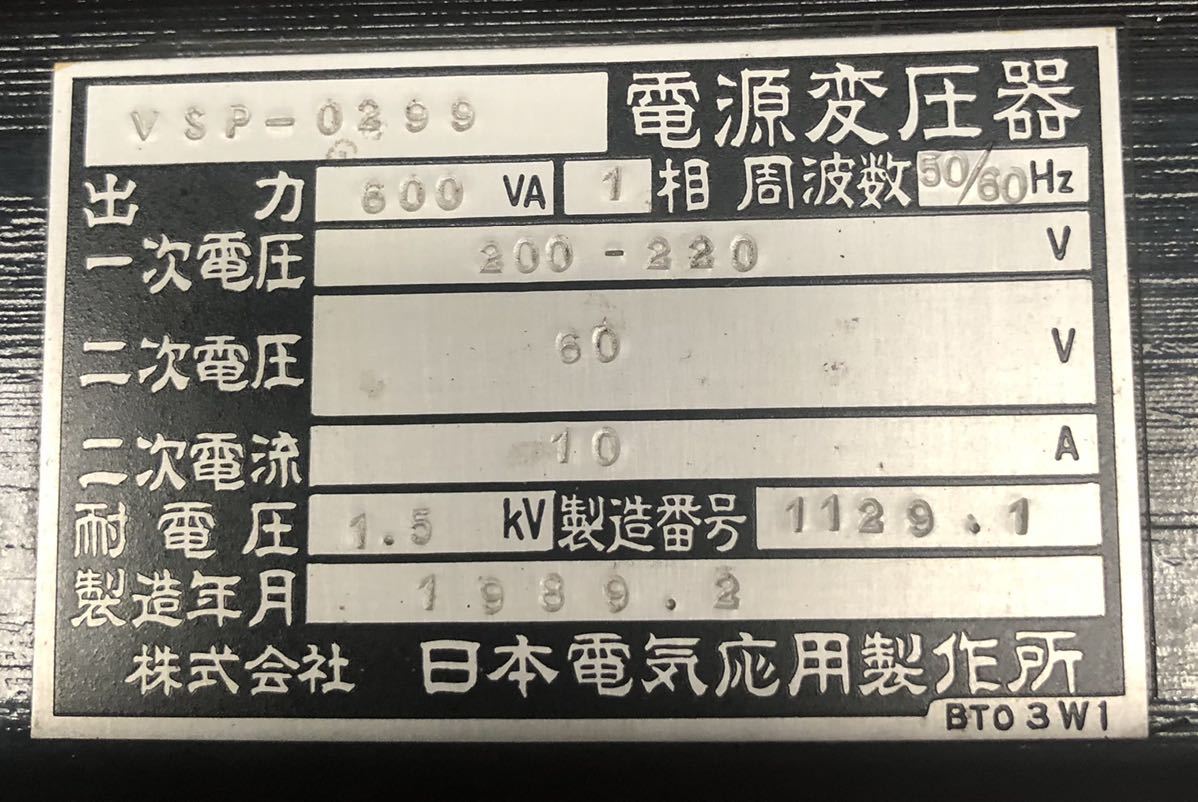 VSP-0299 電源変圧器
出力 600 VA 1 相 周波数 50/60 Hz
一次電圧 200-220 V
二次電圧 60 V
二次電流 10 A
耐電圧 1.5 kV 製造番号 1129.1
製造年月 1989.2
株式会社 日本電気応用製作所
BTO3W1